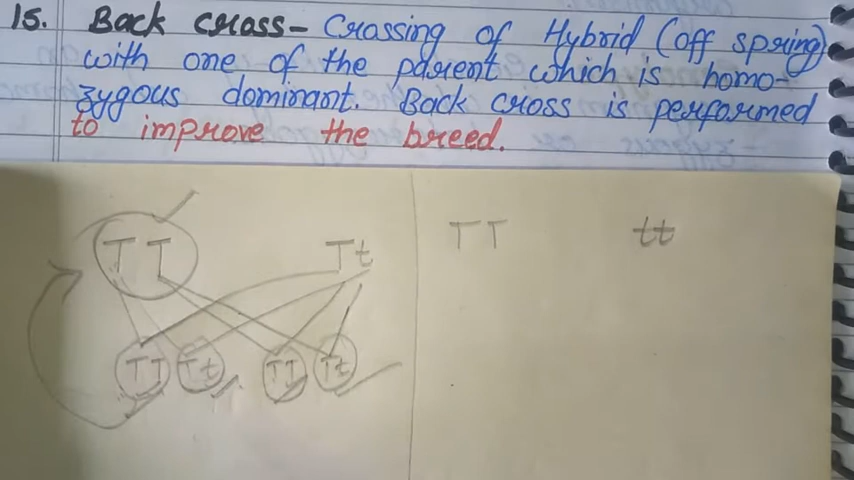 15. Back cross- Crossing of Hybrid (off spring)
with one of the parent which is homo-
zygous dominant. Back cross is performed
to improve the breed.
TT Tt TT tt
TT Tt TT Tt